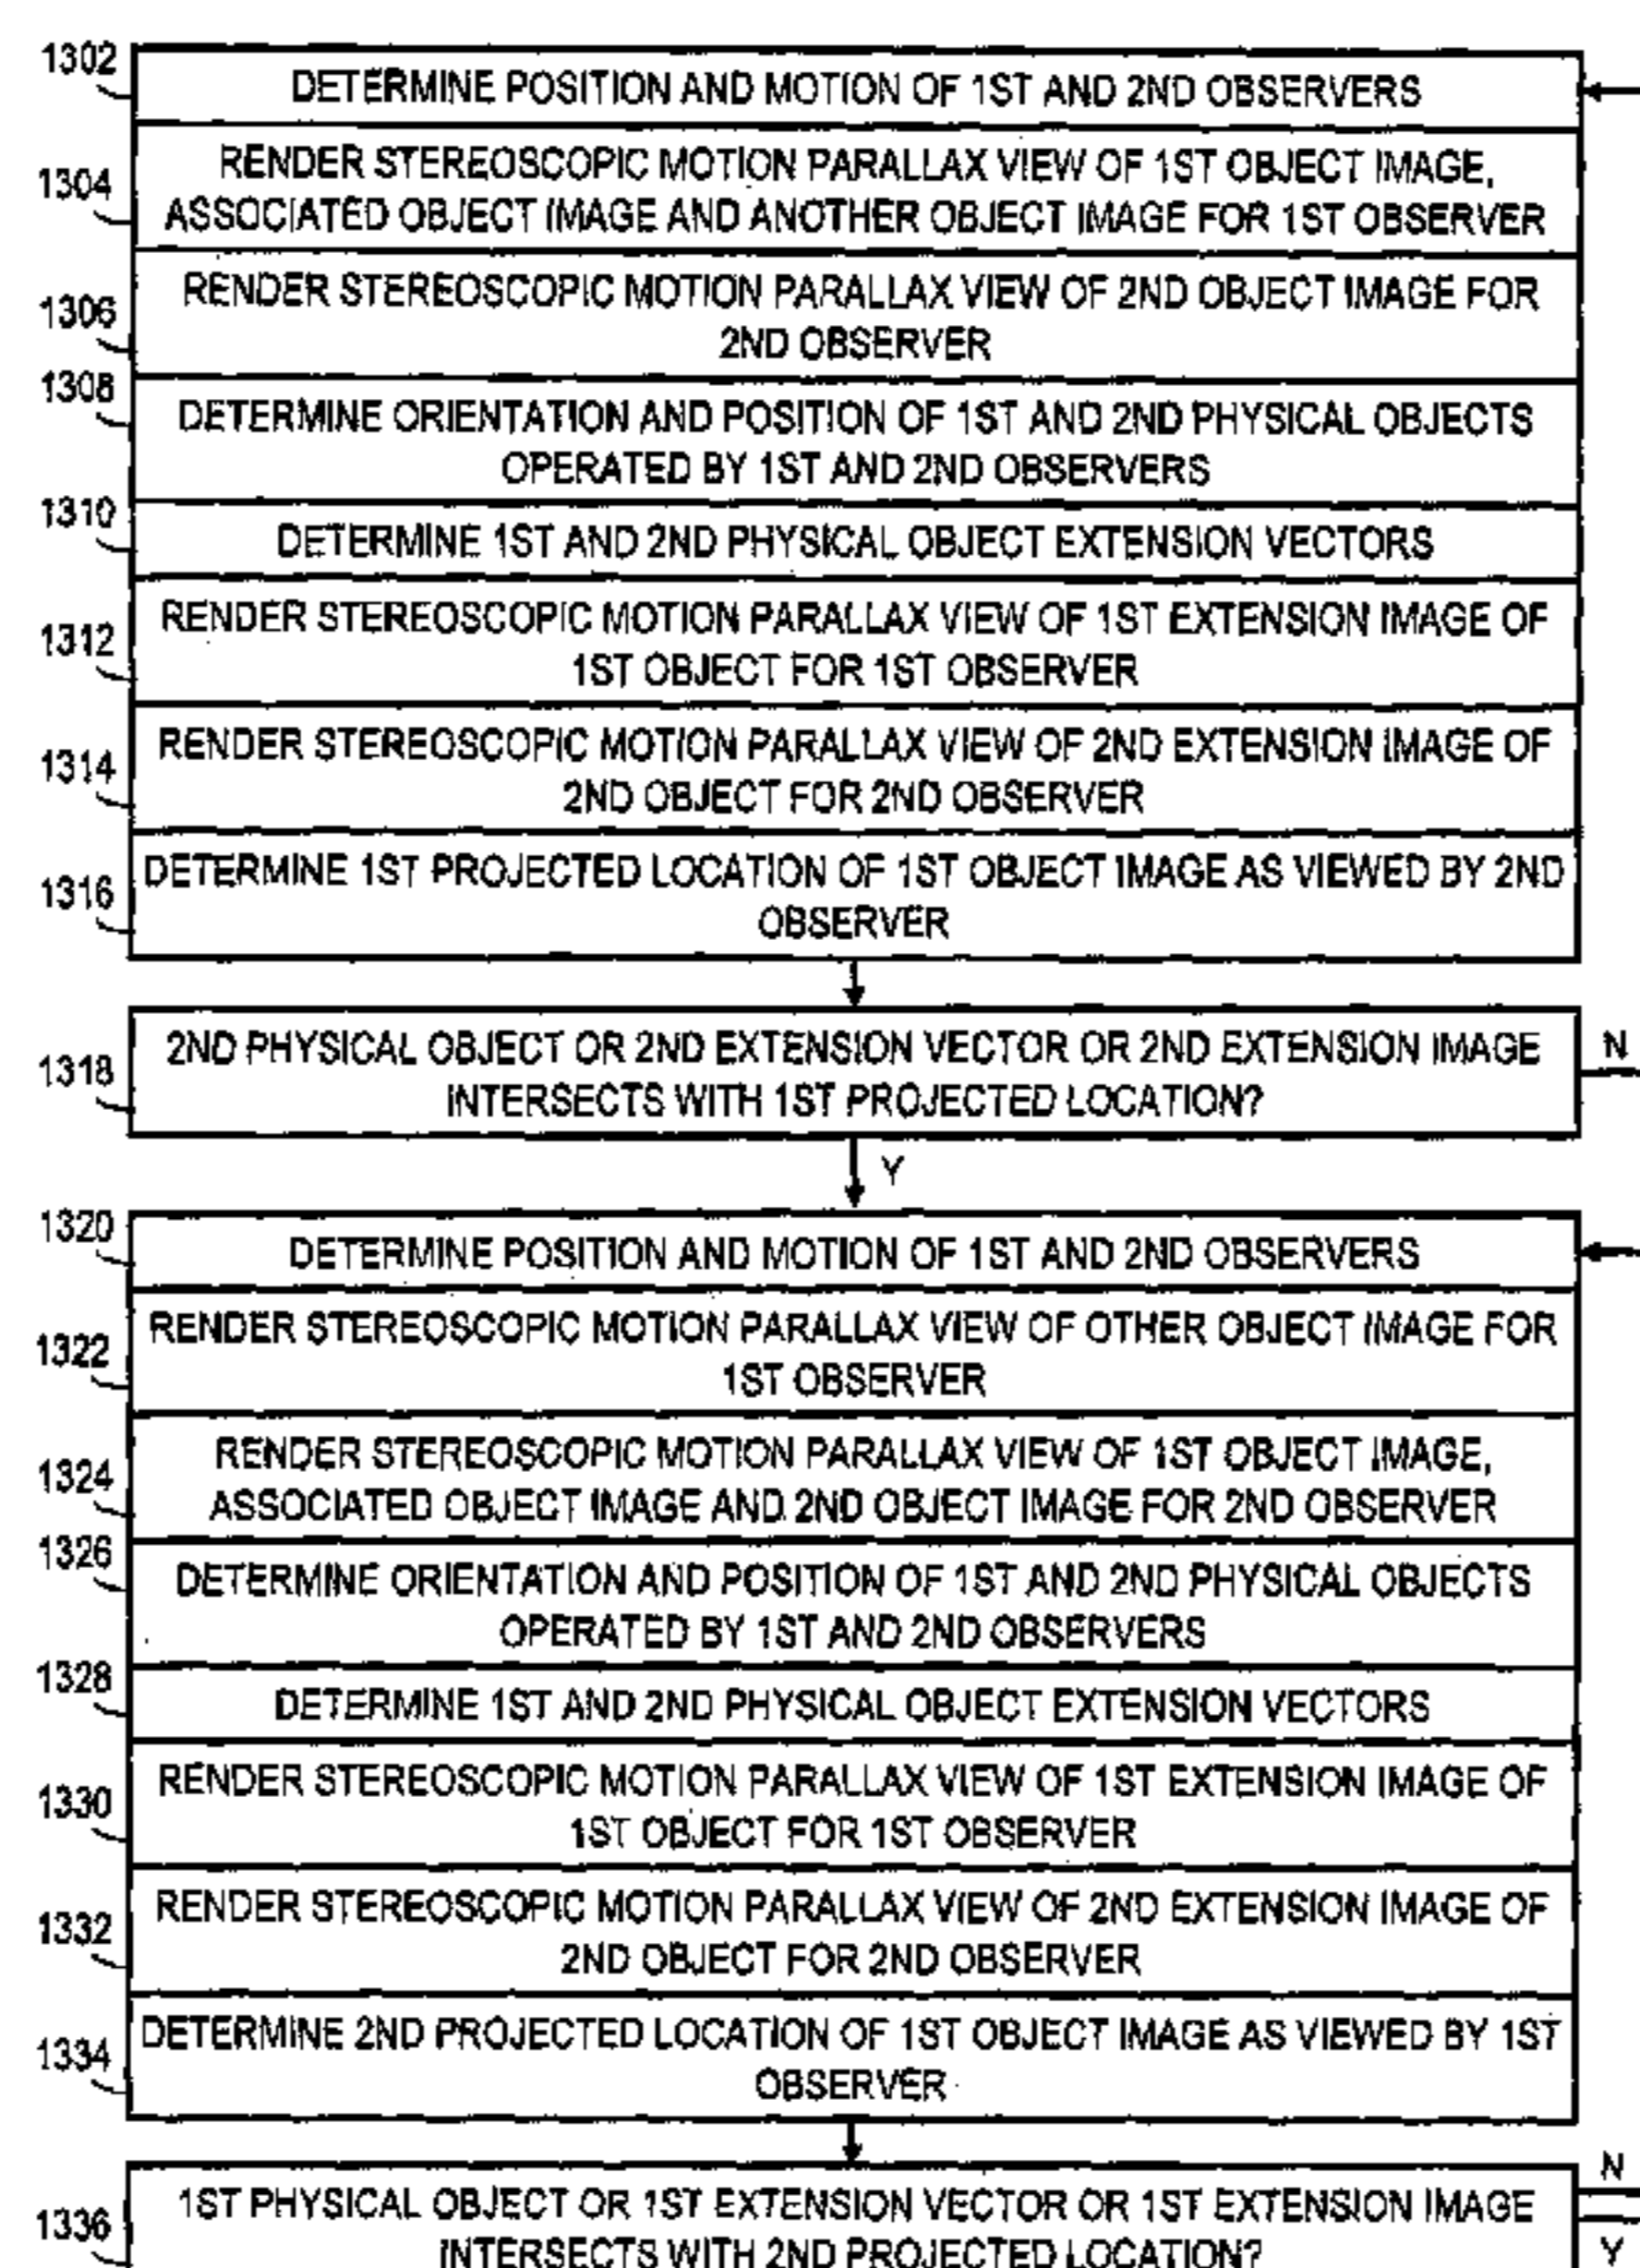 1302
DETERMINE POSITION AND MOTION OF 1ST AND 2ND OBSERVERS
1304
RENDER STEREOSCOPIC MOTION PARALLAX VIEW OF 1ST OBJECT IMAGE,
ASSOCIATED OBJECT IMAGE AND ANOTHER OBJECT IMAGE FOR 1ST OBSERVER
1306
RENDER STEREOSCOPIC MOTION PARALLAX VIEW OF 2ND OBJECT IMAGE FOR
2ND OBSERVER
1308
DETERMINE ORIENTATION AND POSITION OF 1ST AND 2ND PHYSICAL OBJECTS
OPERATED BY 1ST AND 2ND OBSERVERS
1310
DETERMINE 1ST AND 2ND PHYSICAL OBJECT EXTENSION VECTORS
1312
RENDER STEREOSCOPIC MOTION PARALLAX VIEW OF 1ST EXTENSION IMAGE OF
1ST OBJECT FOR 1ST OBSERVER
1314
RENDER STEREOSCOPIC MOTION PARALLAX VIEW OF 2ND EXTENSION IMAGE OF
2ND OBJECT FOR 2ND OBSERVER
1316
DETERMINE 1ST PROJECTED LOCATION OF 1ST OBJECT IMAGE AS VIEWED BY 2ND
OBSERVER
1318
2ND PHYSICAL OBJECT OR 2ND EXTENSION VECTOR OR 2ND EXTENSION IMAGE
INTERSECTS WITH 1ST PROJECTED LOCATION?
N
Y
1320
DETERMINE POSITION AND MOTION OF 1ST AND 2ND OBSERVERS
1322
RENDER STEREOSCOPIC MOTION PARALLAX VIEW OF OTHER OBJECT IMAGE FOR
1ST OBSERVER
1324
RENDER STEREOSCOPIC MOTION PARALLAX VIEW OF 1ST OBJECT IMAGE,
ASSOCIATED OBJECT IMAGE AND 2ND OBJECT IMAGE FOR 2ND OBSERVER
1326
DETERMINE ORIENTATION AND POSITION OF 1ST AND 2ND PHYSICAL OBJECTS
OPERATED BY 1ST AND 2ND OBSERVERS
1328
DETERMINE 1ST AND 2ND PHYSICAL OBJECT EXTENSION VECTORS
1330
RENDER STEREOSCOPIC MOTION PARALLAX VIEW OF 1ST EXTENSION IMAGE OF
1ST OBJECT FOR 1ST OBSERVER
1332
RENDER STEREOSCOPIC MOTION PARALLAX VIEW OF 2ND EXTENSION IMAGE OF
2ND OBJECT FOR 2ND OBSERVER
1334
DETERMINE 2ND PROJECTED LOCATION OF 1ST OBJECT IMAGE AS VIEWED BY 1ST
OBSERVER
1336
1ST PHYSICAL OBJECT OR 1ST EXTENSION VECTOR OR 1ST EXTENSION IMAGE
INTERSECTS WITH 2ND PROJECTED LOCATION?
N
Y